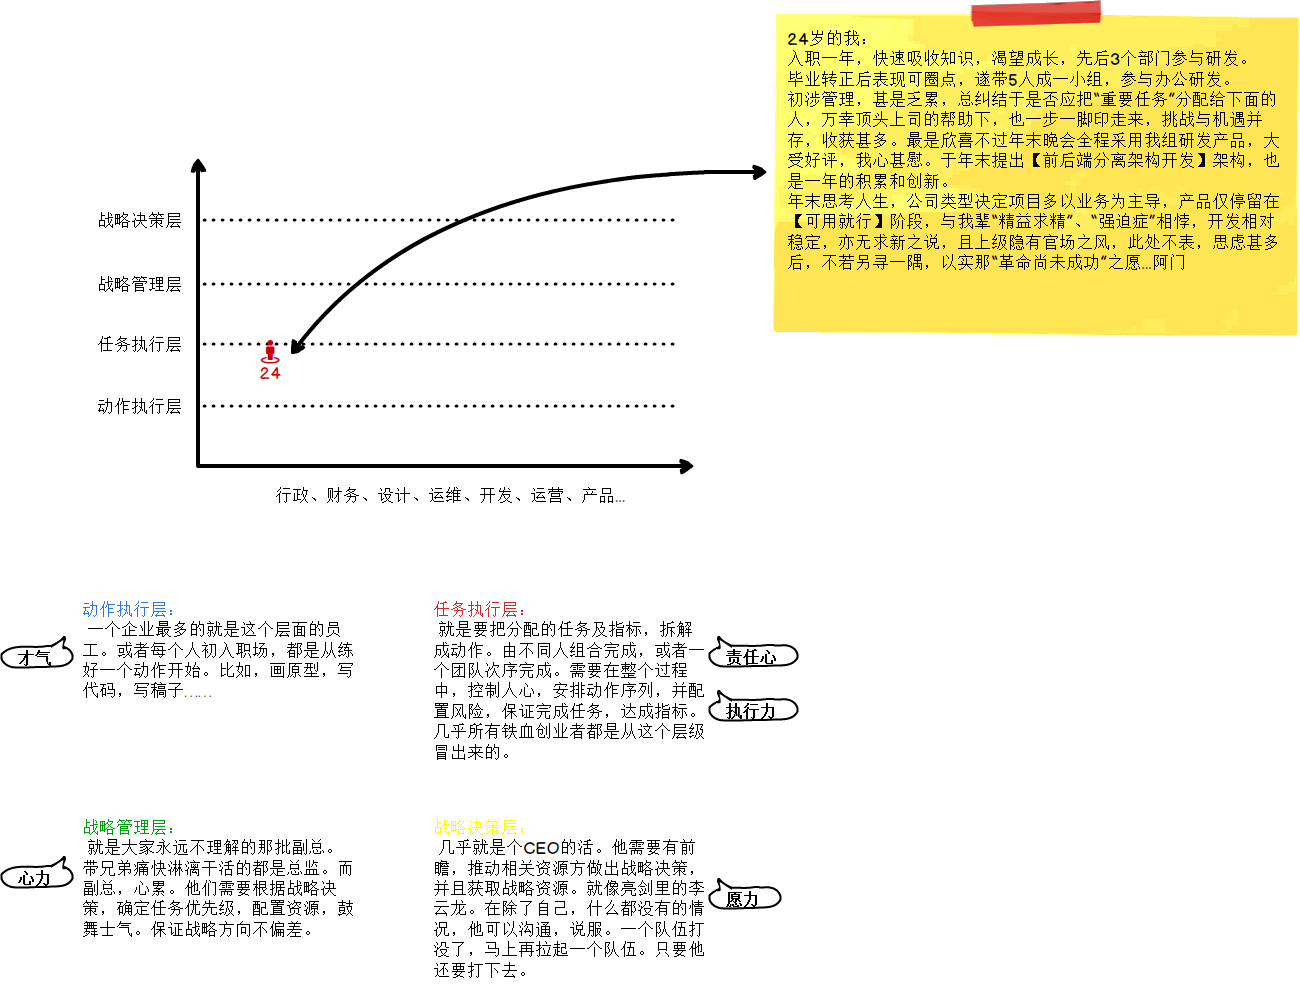 24岁的我：
入职一年，快速吸收知识，渴望成长，先后3个部门参与研发。
毕业转正后表现可圈点，遂带5人成一小组，参与办公研发。
初涉管理，甚是乏累，总纠结于是否应把“重要任务”分配给下面的
人，万幸顶头上司的帮助下，也一步一脚印走来，挑战与机遇并
存，收获甚多。最是欣喜不过年末晚会全程采用我组研发产品，大
受好评，我心甚慰。于年末提出【前后端分离架构开发】架构，也
是一年的积累和创新。
年末思考人生，公司类型决定项目多以业务为主导，产品仅停留在
【可用就行】阶段，与我辈“精益求精”、“强迫症”相悖，开发相对
稳定，亦无求新之说，且上级隐有官场之风，此处不表，思虑甚多
后，不若另寻一隅，以实那“革命尚未成功”之愿...阿门
战略决策层
战略管理层
任务执行层
24
动作执行层
行政、财务、设计、运维、开发、运营、产品...
动作执行层：
一个企业最多的就是这个层面的员
工。或者每个人初入职场，都是从练
好一个动作开始。比如，画原型，写
代码，写稿子……
才气
任务执行层：
就是要把分配的任务及指标，拆解
成动作。由不同人组合完成，或者一
个团队次序完成。需要在整个过程
中，控制人心，安排动作序列，并配
置风险，保证完成任务，达成指标。
几乎所有铁血创业者都是从这个层级
冒出来的。
责任心
执行力
战略管理层：
就是大家永远不理解的那批副总。
带兄弟痛快淋漓干活的都是总监。而
副总，心累。他们需要根据战略决
策，确定任务优先级，配置资源，鼓
舞士气。保证战略方向不偏差。
心力
战略决策层：
几乎就是个CEO的活。他需要有前
瞻，推动相关资源方做出战略决策，
并且获取战略资源。就像亮剑里的李
云龙。在除了自己，什么都没有的情
况，他可以沟通，说服。一个队伍打
没了，马上再拉起一个队伍。只要他
还要打下去。
愿力